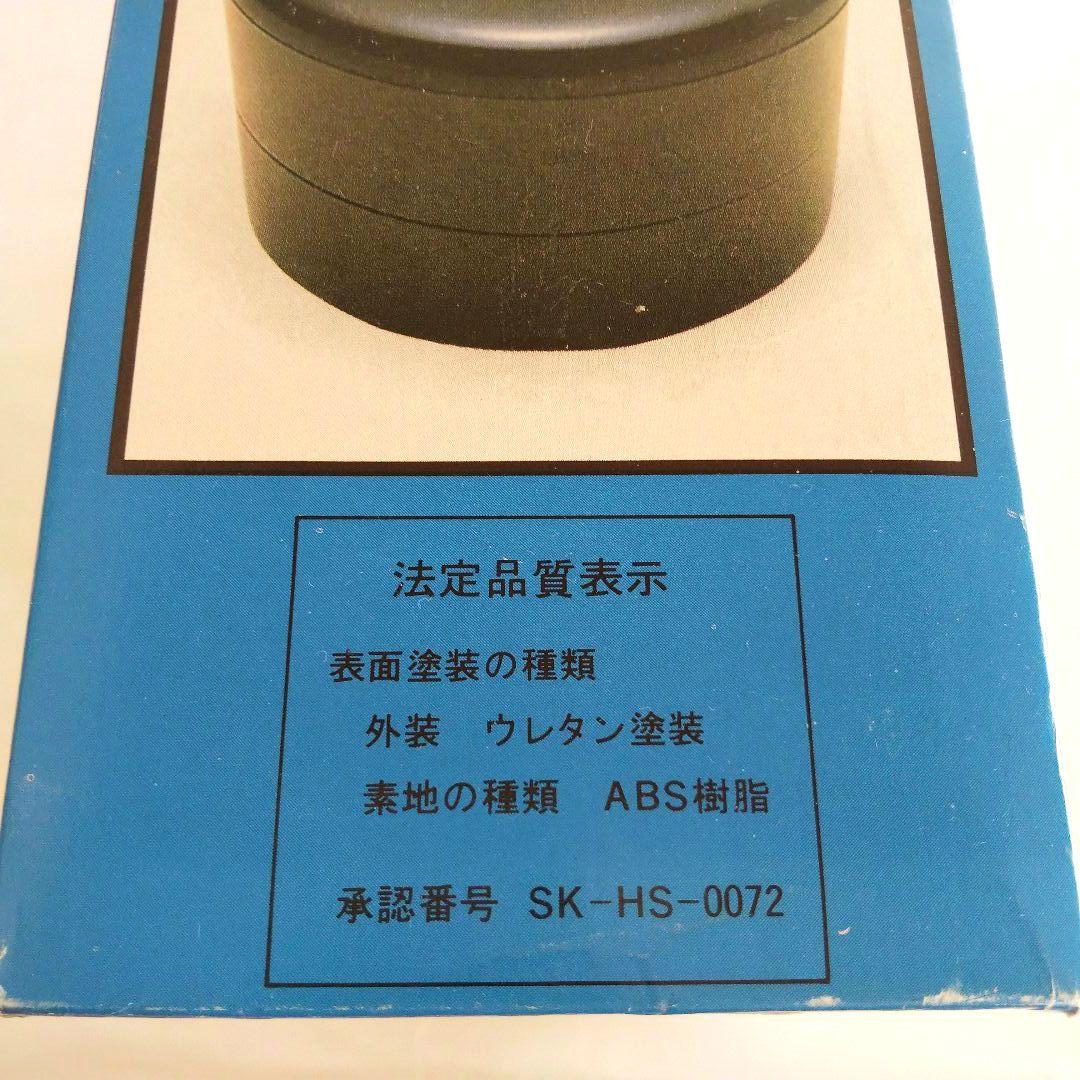 法定品質表示
表面塗装の種類
外装　ウレタン塗装
素地の種類　ABS樹脂
承認番号 SK-HS-0072